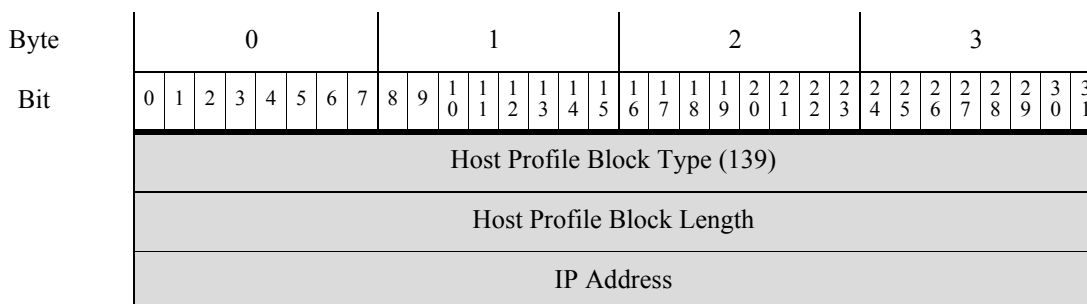 Byte 0 1 2 3
Bit 0 1 2 3 4 5 6 7 8 9 10 11 12 13 14 15 16 17 18 19 20 21 22 23 24 25 26 27 28 29 30 31
Host Profile Block Type (139)
Host Profile Block Length
IP Address